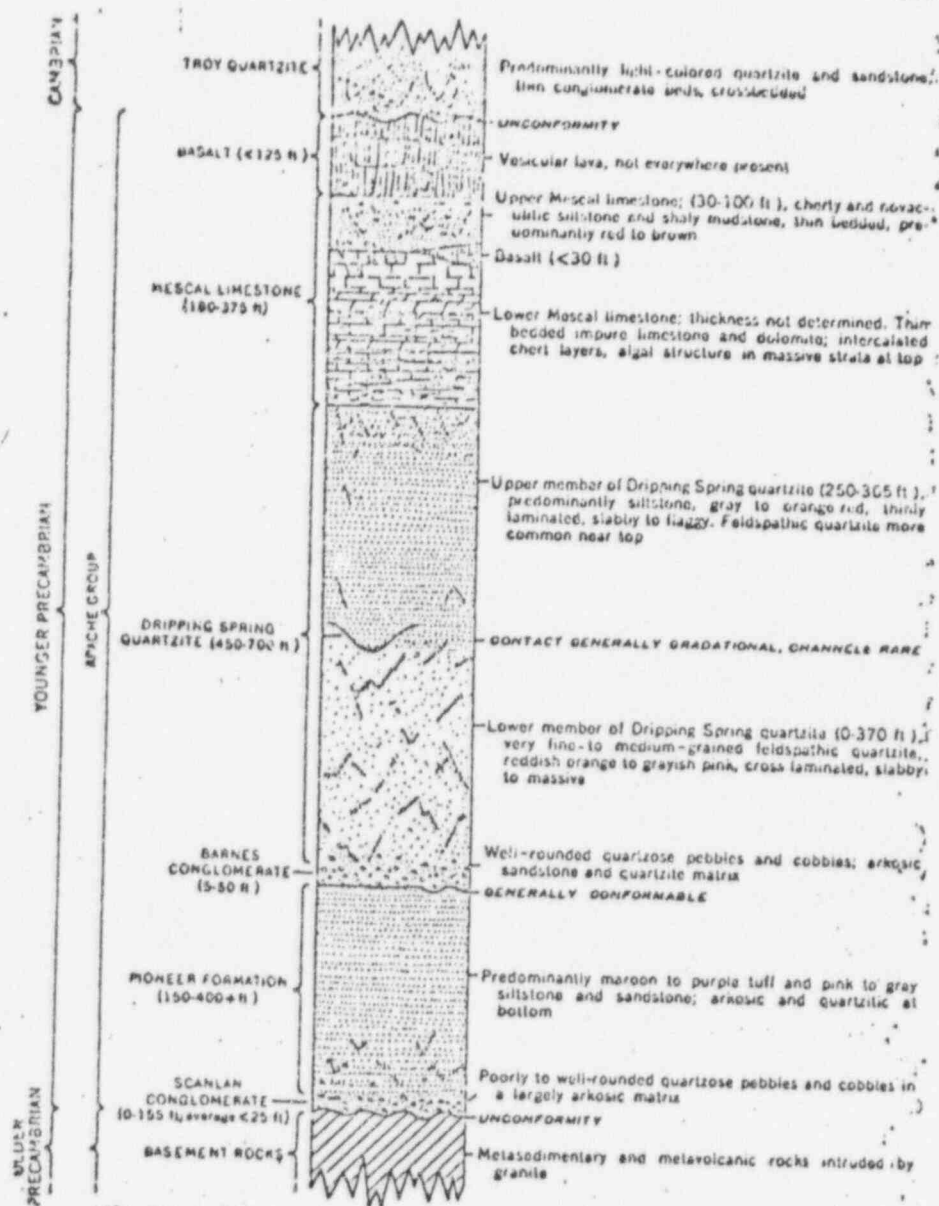 CAMBRIAN
YOUNGER PRECAMBRIAN
OLDER
PRECAMBRIAN
APACHE GROUP
TROY QUARTZITE
Predominantly light-colored quartzite and sandstone;
thin conglomerate beds, crossbedded
UNCONFORMITY
BASALT (<125 ft)
Vesicular lava, not everywhere present
MESCAL LIMESTONE
(180-375 ft)
Upper Mescal limestone; (30-100 ft), cherty and novac-
ulitic siltstone and shaly mudstone, thin bedded, pre-
dominantly red to brown
Basalt (<30 ft)
Lower Mescal limestone; thickness not determined. Thin
bedded impure limestone and dolomite; intercalated
chert layers, algal structure in massive strata at top
DRIPPING SPRING
QUARTZITE (450-700 ft)
Upper member of Dripping Spring quartzite (250-365 ft),
predominantly siltstone, gray to orange red, thinly
laminated, slabby to flaggy. Feldspathic quartzite more
common near top
CONTACT GENERALLY GRADATIONAL, CHANNELS RARE
Lower member of Dripping Spring quartzite (0-370 ft),
very fine-to medium-grained feldspathic quartzite,
reddish orange to grayish pink, cross laminated, slabby
to massive
BARNES
CONGLOMERATE
(5-50 ft)
Well-rounded quartzose pebbles and cobbles; arkosic
sandstone and quartzite matrix
GENERALLY CONFORMABLE
PIONEER FORMATION
(150-400+ft)
Predominantly maroon to purple tuff and pink to gray
siltstone and sandstone; arkosic and quartzitic at
bottom
SCANLAN
CONGLOMERATE
(0-155 ft, average <25 ft)
Poorly to well-rounded quartzose pebbles and cobbles in
a largely arkosic matrix
UNCONFORMITY
BASEMENT ROCKS
Metasedimentary and metavolcanic rocks intruded by
granite